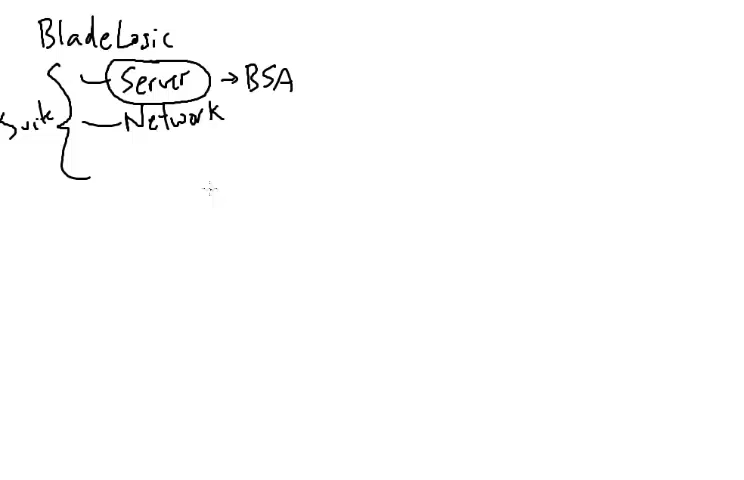 BladeLogic
Server → BSA
Suite
Network